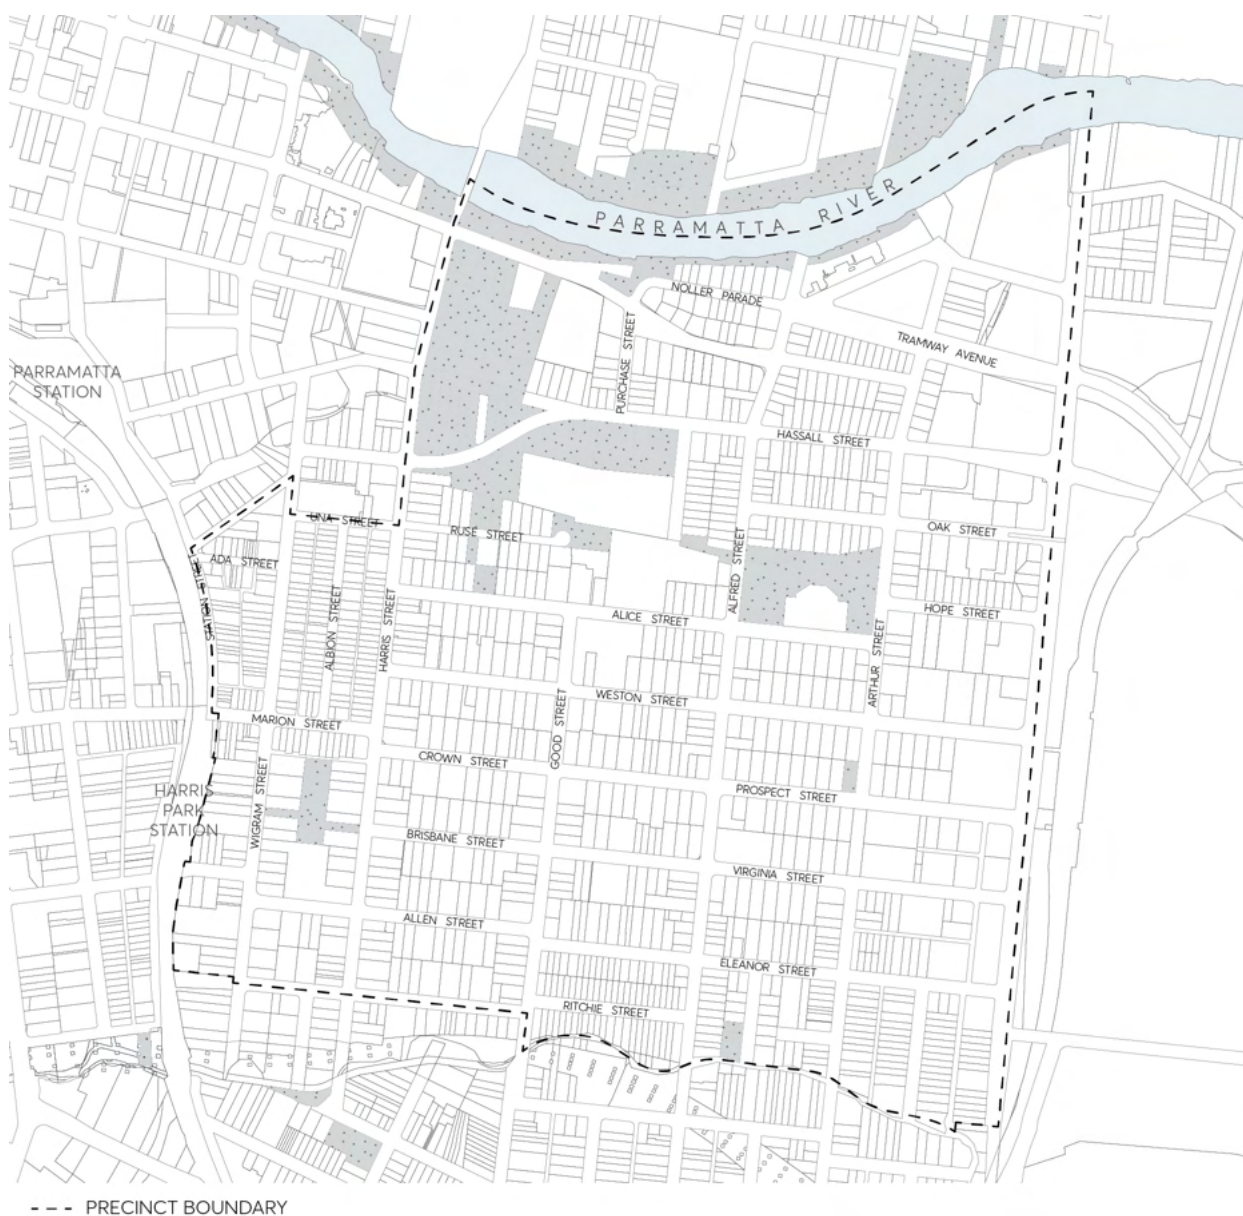 PARRAMATTA RIVER
NOLLER PARADE
PURCHASE STREET
TRAMWAY AVENUE
PARRAMATTA
STATION
HASSALL STREET
UNA STREET
RUSE STREET
OAK STREET
ADA STREET
STATION STREET
ALBION STREET
HARRIS STREET
ALFRED STREET
ALICE STREET
HOPE STREET
ARTHUR STREET
WESTON STREET
MARION STREET
GOOD STREET
CROWN STREET
HARRIS
PARK
STATION
WIGRAM STREET
PROSPECT STREET
BRISBANE STREET
VIRGINIA STREET
ALLEN STREET
ELEANOR STREET
RITCHIE STREET
PRECINCT BOUNDARY